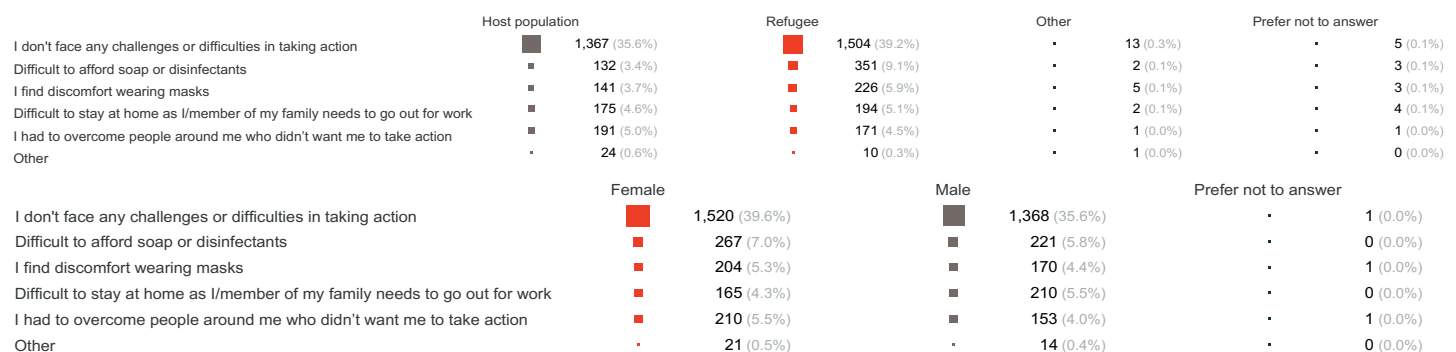 Host population Refugee Other Prefer not to answer
I don't face any challenges or difficulties in taking action 1,367 (35.6%) 1,504 (39.2%) 13 (0.3%) 5 (0.1%)
Difficult to afford soap or disinfectants 132 (3.4%) 351 (9.1%) 2 (0.1%) 3 (0.1%)
I find discomfort wearing masks 141 (3.7%) 226 (5.9%) 5 (0.1%) 3 (0.1%)
Difficult to stay at home as I/member of my family needs to go out for work 175 (4.6%) 194 (5.1%) 2 (0.1%) 4 (0.1%)
I had to overcome people around me who didn’t want me to take action 191 (5.0%) 171 (4.5%) 1 (0.0%) 1 (0.0%)
Other 24 (0.6%) 10 (0.3%) 1 (0.0%) 0 (0.0%)
Female Male Prefer not to answer
I don't face any challenges or difficulties in taking action 1,520 (39.6%) 1,368 (35.6%) 1 (0.0%)
Difficult to afford soap or disinfectants 267 (7.0%) 221 (5.8%) 0 (0.0%)
I find discomfort wearing masks 204 (5.3%) 170 (4.4%) 1 (0.0%)
Difficult to stay at home as I/member of my family needs to go out for work 165 (4.3%) 210 (5.5%) 0 (0.0%)
I had to overcome people around me who didn’t want me to take action 210 (5.5%) 153 (4.0%) 1 (0.0%)
Other 21 (0.5%) 14 (0.4%) 0 (0.0%)